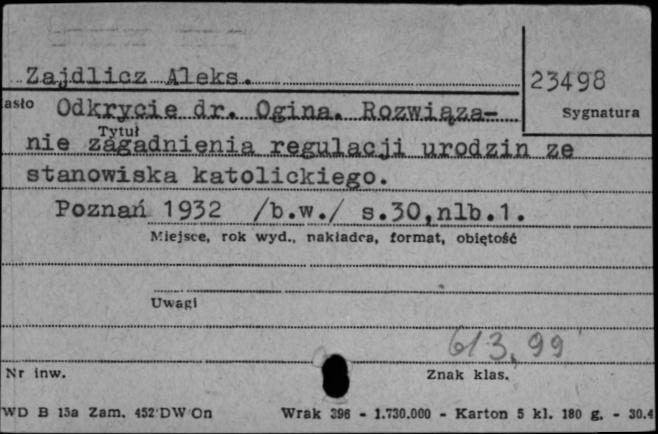 Zajdlicz Aleks.
23498
asło
Odkrycie dr. Ogina. Rozwiąza-
Sygnatura
Tytuł
nie zagadnienia regulacji urodzin ze
stanowiska katolickiego.
Poznań 1932 /b.w./ s.30,nlb.1.
Miejsce, rok wyd., nakładca, format, objętość
Uwagi
613,99
Nr inw.
Znak klas.
WD B 15a Zam. 452 DW On Wrak 396 - 1.730.000 - Karton 5 kl. 180 g. - 30.4